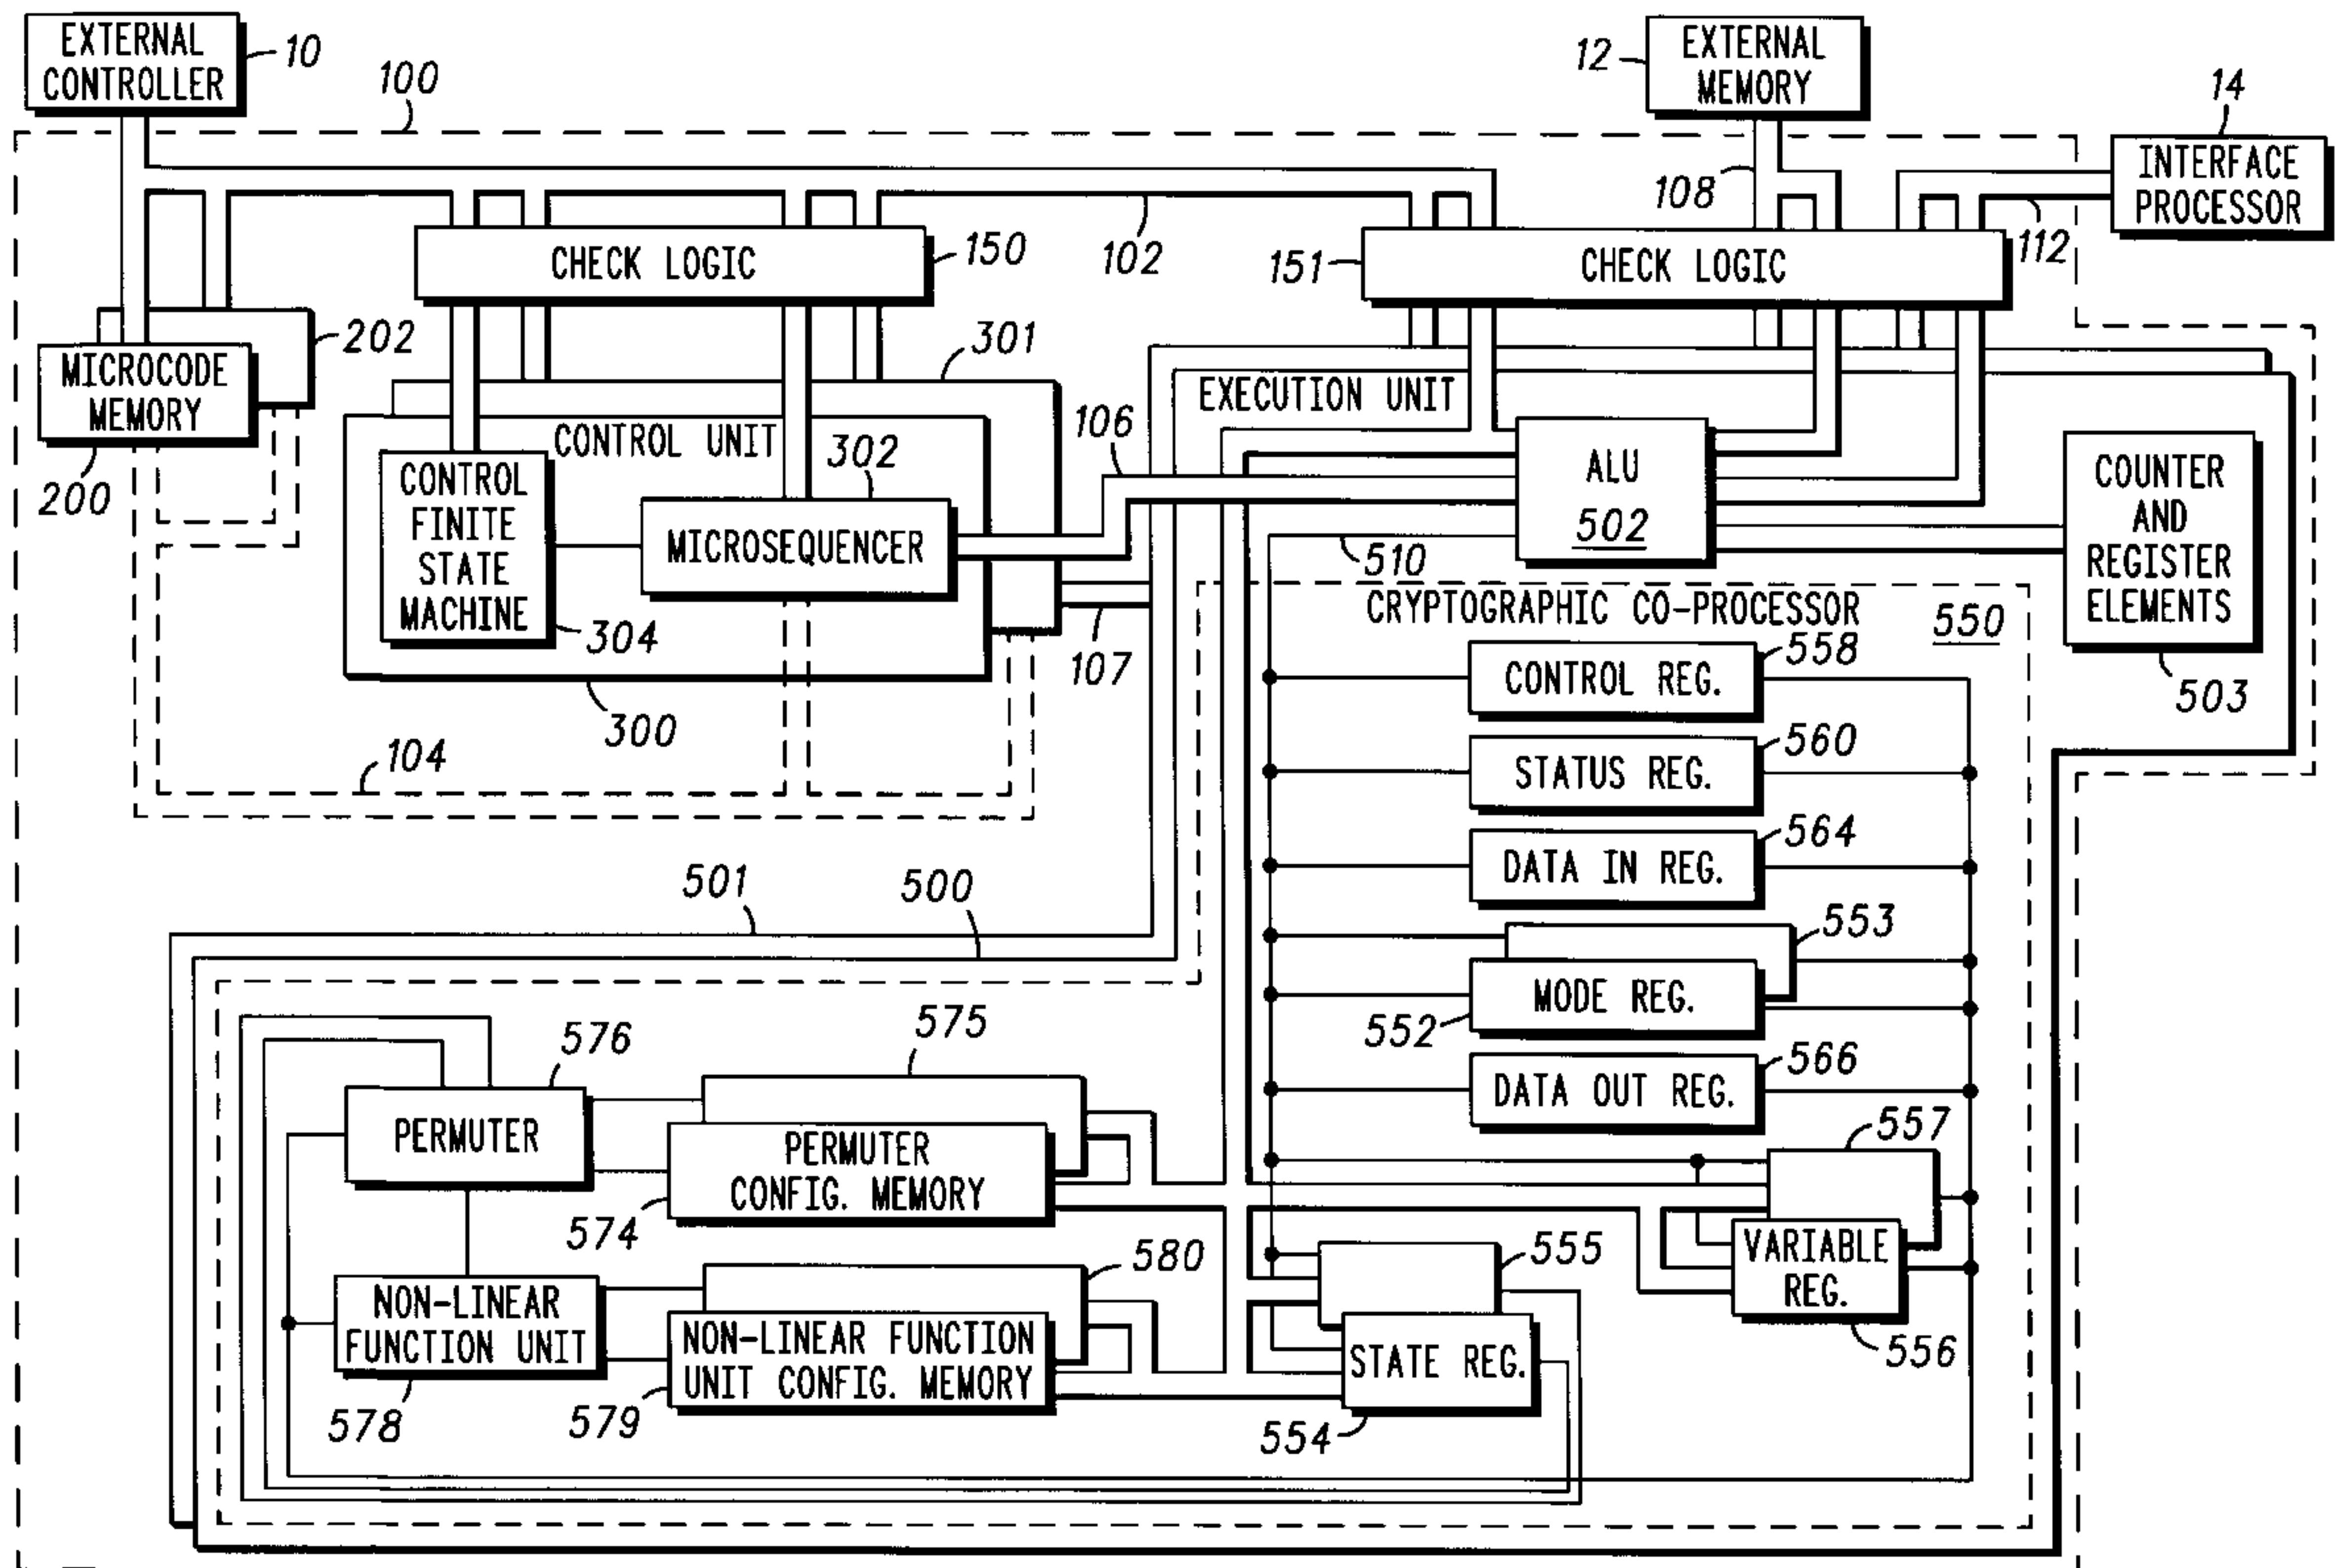 EXTERNAL
CONTROLLER
10
100
12
EXTERNAL
MEMORY
14
INTERFACE
PROCESSOR
108
112
CHECK LOGIC
150
102
151
CHECK LOGIC
202
MICROCODE
MEMORY
200
301
CONTROL UNIT
302
CONTROL
FINITE
STATE
MACHINE
304
MICROSEQUENCER
300
106
107
104
EXECUTION UNIT
ALU
502
510
COUNTER
AND
REGISTER
ELEMENTS
503
CRYPTOGRAPHIC CO-PROCESSOR
550
558
CONTROL REG.
560
STATUS REG.
564
DATA IN REG.
553
MODE REG.
552
566
DATA OUT REG.
557
VARIABLE
REG.
556
501
500
576
575
PERMUTER
PERMUTER
CONFIG. MEMORY
574
580
NON-LINEAR
FUNCTION UNIT
578
NON-LINEAR FUNCTION
UNIT CONFIG. MEMORY
579
555
STATE REG.
554